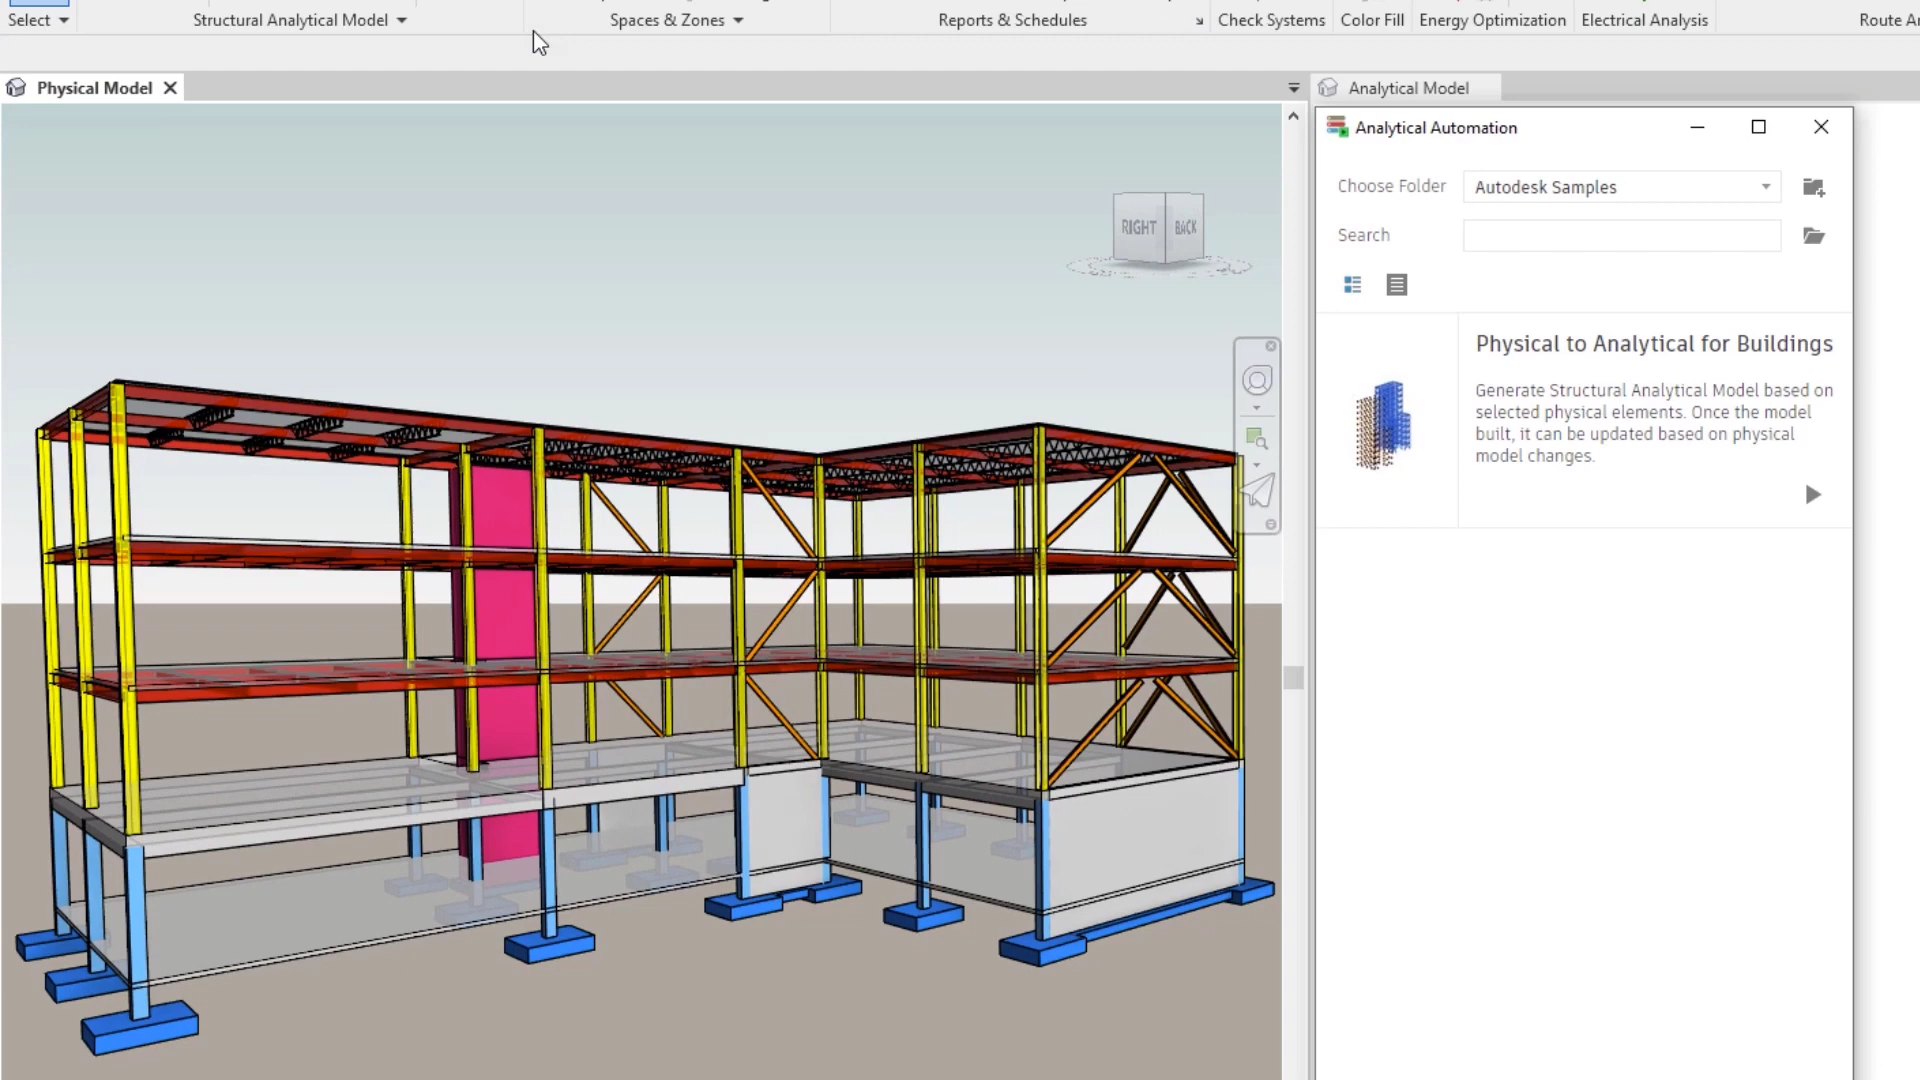 Select
Structural Analytical Model
Spaces & Zones
Reports & Schedules
Check Systems
Color Fill
Energy Optimization
Electrical Analysis
Route
Physical Model
Analytical Model
Analytical Automation
Choose Folder
Autodesk Samples
Search
RIGHT
BACK
Physical to Analytical for Buildings
Generate Structural Analytical Model based on
selected physical elements. Once the model
built, it can be updated based on physical
model changes.